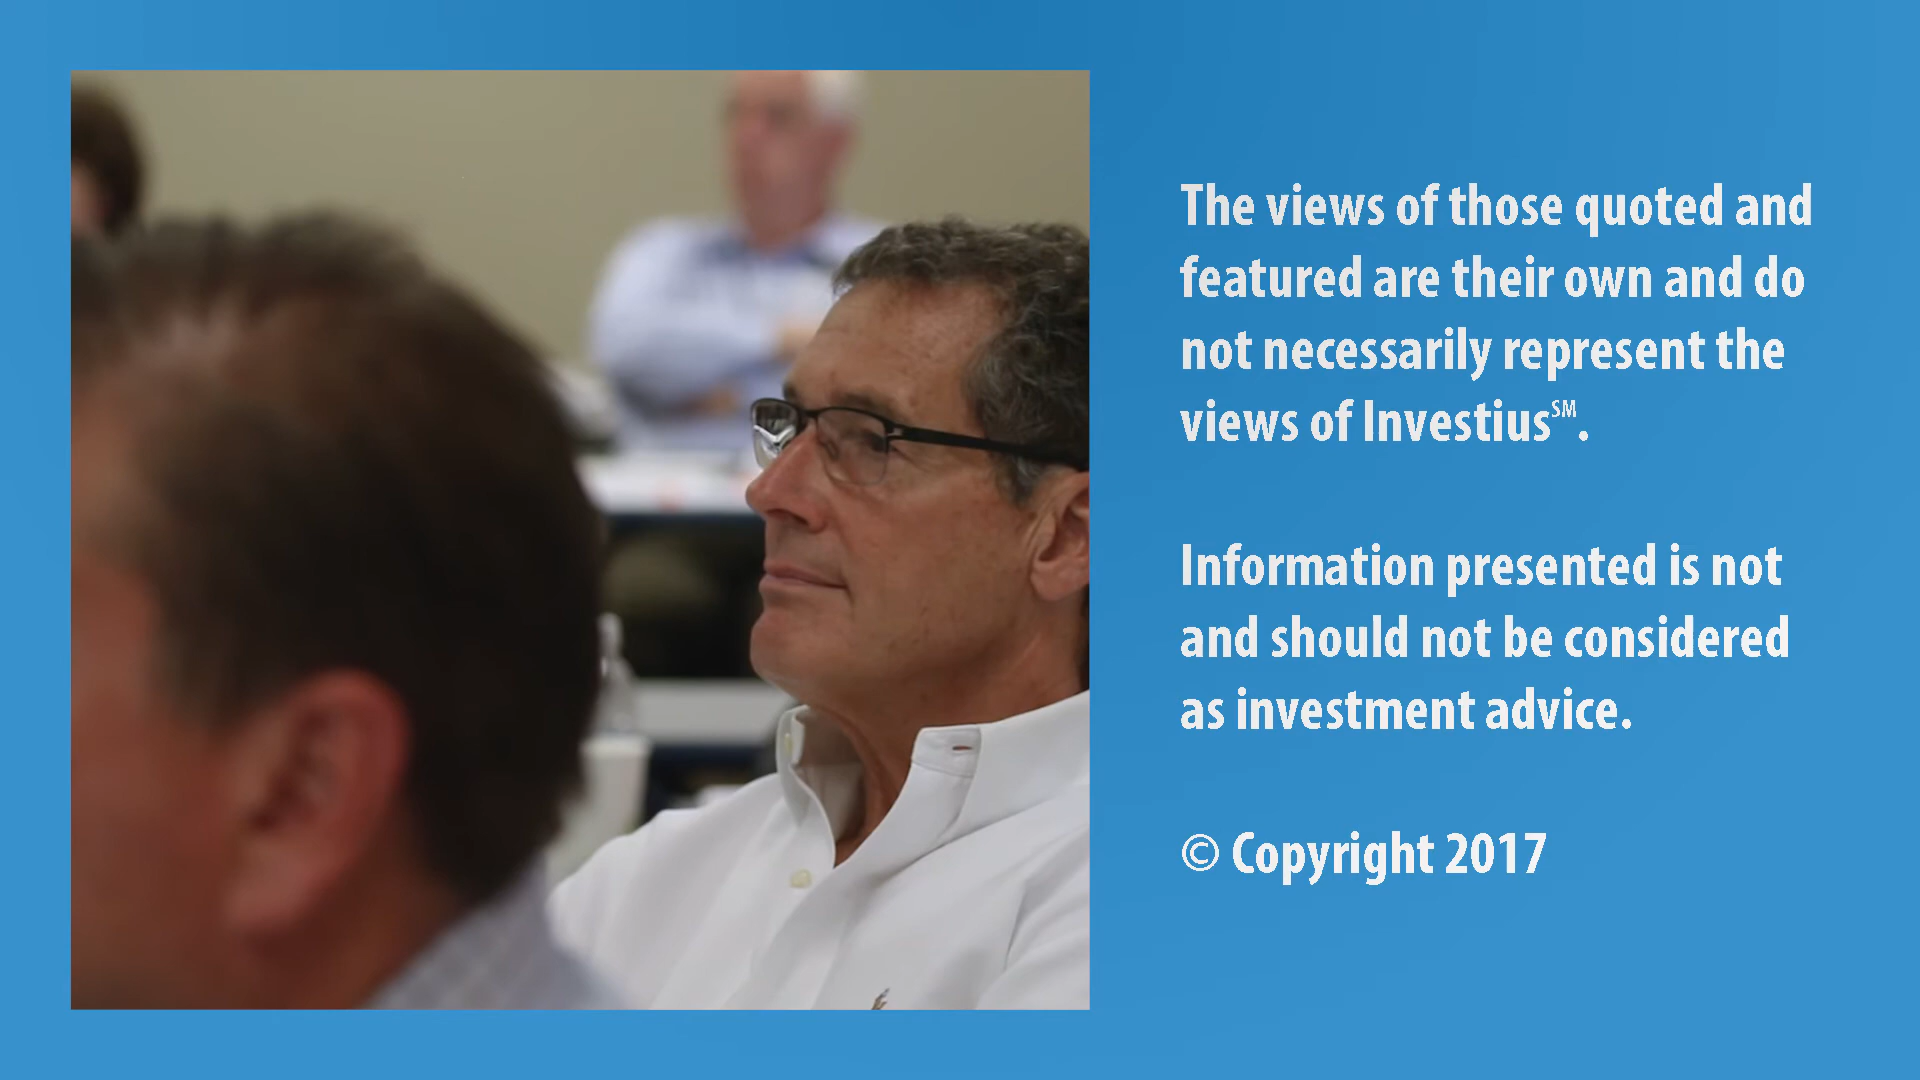 The views of those quoted and
featured are their own and do
not necessarily represent the
views of Investius℠.
Information presented is not
and should not be considered
as investment advice.
© Copyright 2017